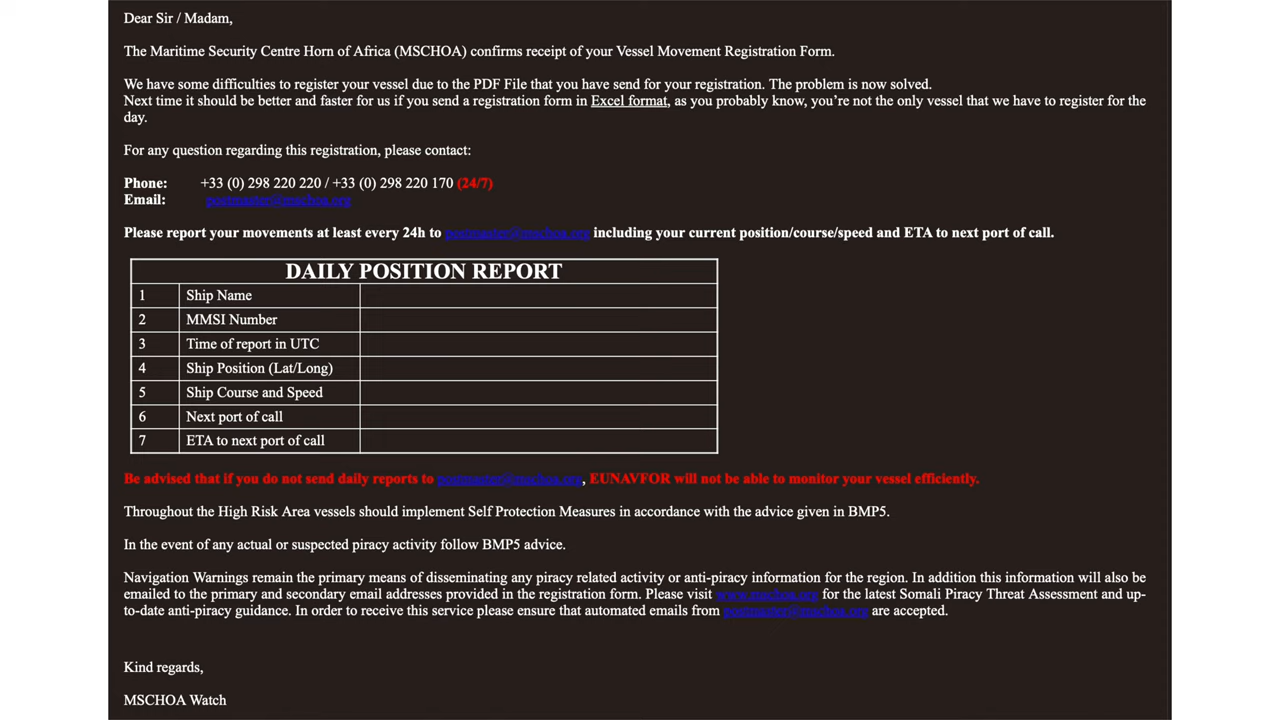 Dear Sir / Madam,
The Maritime Security Centre Horn of Africa (MSCHOA) confirms receipt of your Vessel Movement Registration Form.
We have some difficulties to register your vessel due to the PDF File that you have send for your registration. The problem is now solved.
Next time it should be better and faster for us if you send a registration form in Excel format, as you probably know, you're not the only vessel that we have to register for the
day.
For any question regarding this registration, please contact:
Phone: +33 (0) 298 220 220 / +33 (0) 298 220 170 (24/7)
Email: postmaster@mschoa.org
Please report your movements at least every 24h to postmaster@mschoa.org including your current position/course/speed and ETA to next port of call.
DAILY POSITION REPORT
1 Ship Name
2 MMSI Number
3 Time of report in UTC
4 Ship Position (Lat/Long)
5 Ship Course and Speed
6 Next port of call
7 ETA to next port of call
Be advised that if you do not send daily reports to postmaster@mschoa.org, EUNAVFOR will not be able to monitor your vessel efficiently.
Throughout the High Risk Area vessels should implement Self Protection Measures in accordance with the advice given in BMP5.
In the event of any actual or suspected piracy activity follow BMP5 advice.
Navigation Warnings remain the primary means of disseminating any piracy related activity or anti-piracy information for the region. In addition this information will also be
emailed to the primary and secondary email addresses provided in the registration form. Please visit www.mschoa.org for the latest Somali Piracy Threat Assessment and up-
to-date anti-piracy guidance. In order to receive this service please ensure that automated emails from postmaster@mschoa.org are accepted.
Kind regards,
MSCHOA Watch